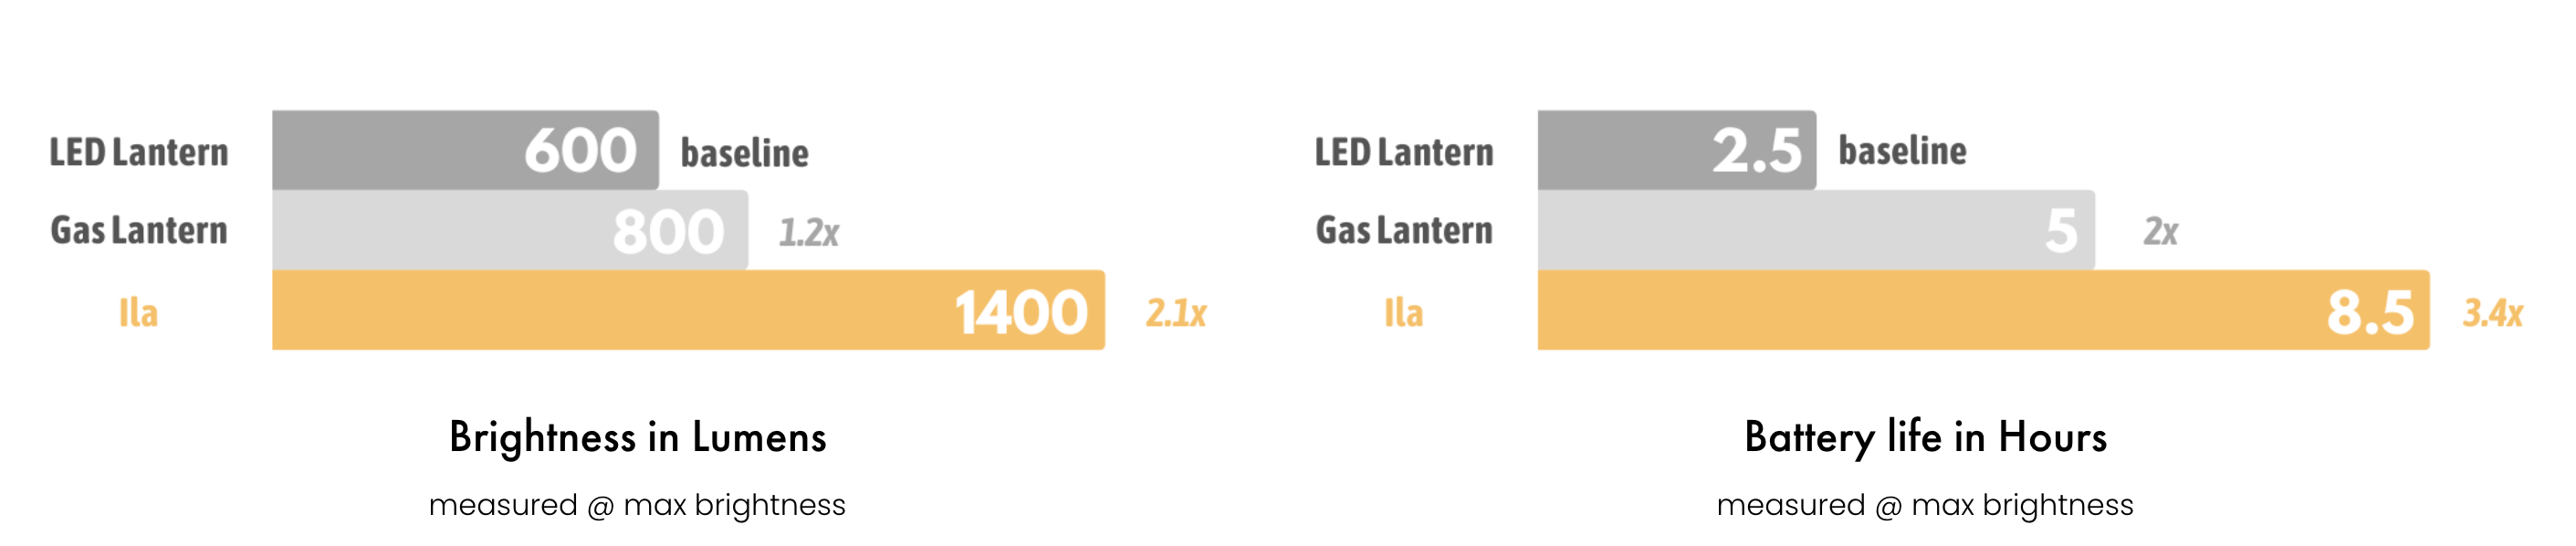 LED Lantern 600 baseline
Gas Lantern 800 1.2x
Ila 1400 2.1x
Brightness in Lumens
measured @ max brightness
LED Lantern 2.5 baseline
Gas Lantern 5 2x
Ila 8.5 3.4x
Battery life in Hours
measured @ max brightness